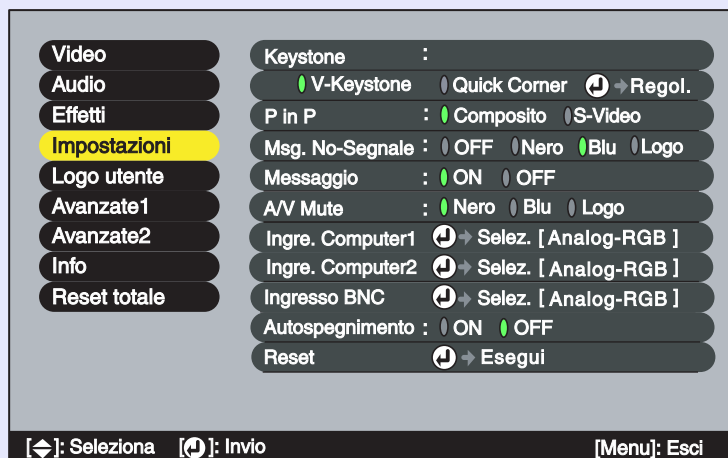 Video
Audio
Effetti
Impostazioni
Logo utente
Avanzate1
Avanzate2
Info
Reset totale
Keystone :
V-Keystone Quick Corner Regol.
P in P : Composito S-Video
Msg. No-Segnale : OFF Nero Blu Logo
Messaggio : ON OFF
A/V Mute : Nero Blu Logo
Ingre. Computer1 Selez. [ Analog-RGB ]
Ingre. Computer2 Selez. [ Analog-RGB ]
Ingresso BNC Selez. [ Analog-RGB ]
Autospegnimento : ON OFF
Reset Esegui
[ ]: Seleziona [ ]: Invio [Menu]: Esci